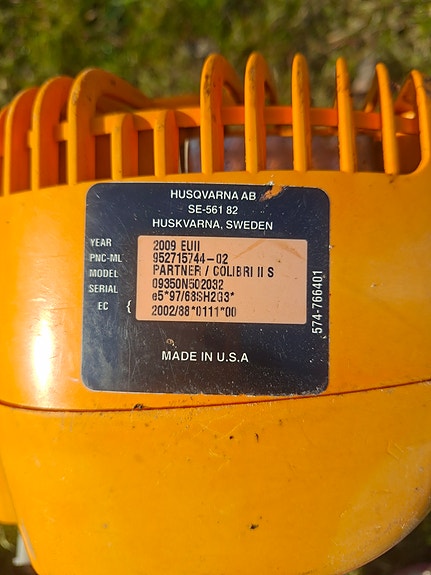 HUSQVARNA AB
SE-561 82
HUSKVARNA, SWEDEN
YEAR 2009 EUII
PNC-ML 952715744-02
MODEL PARTNER / COLIBRI II S
SERIAL 09350N502032
EC { e5*97/68SH2G3*
2002/88*0111*00
574-766401
MADE IN U.S.A